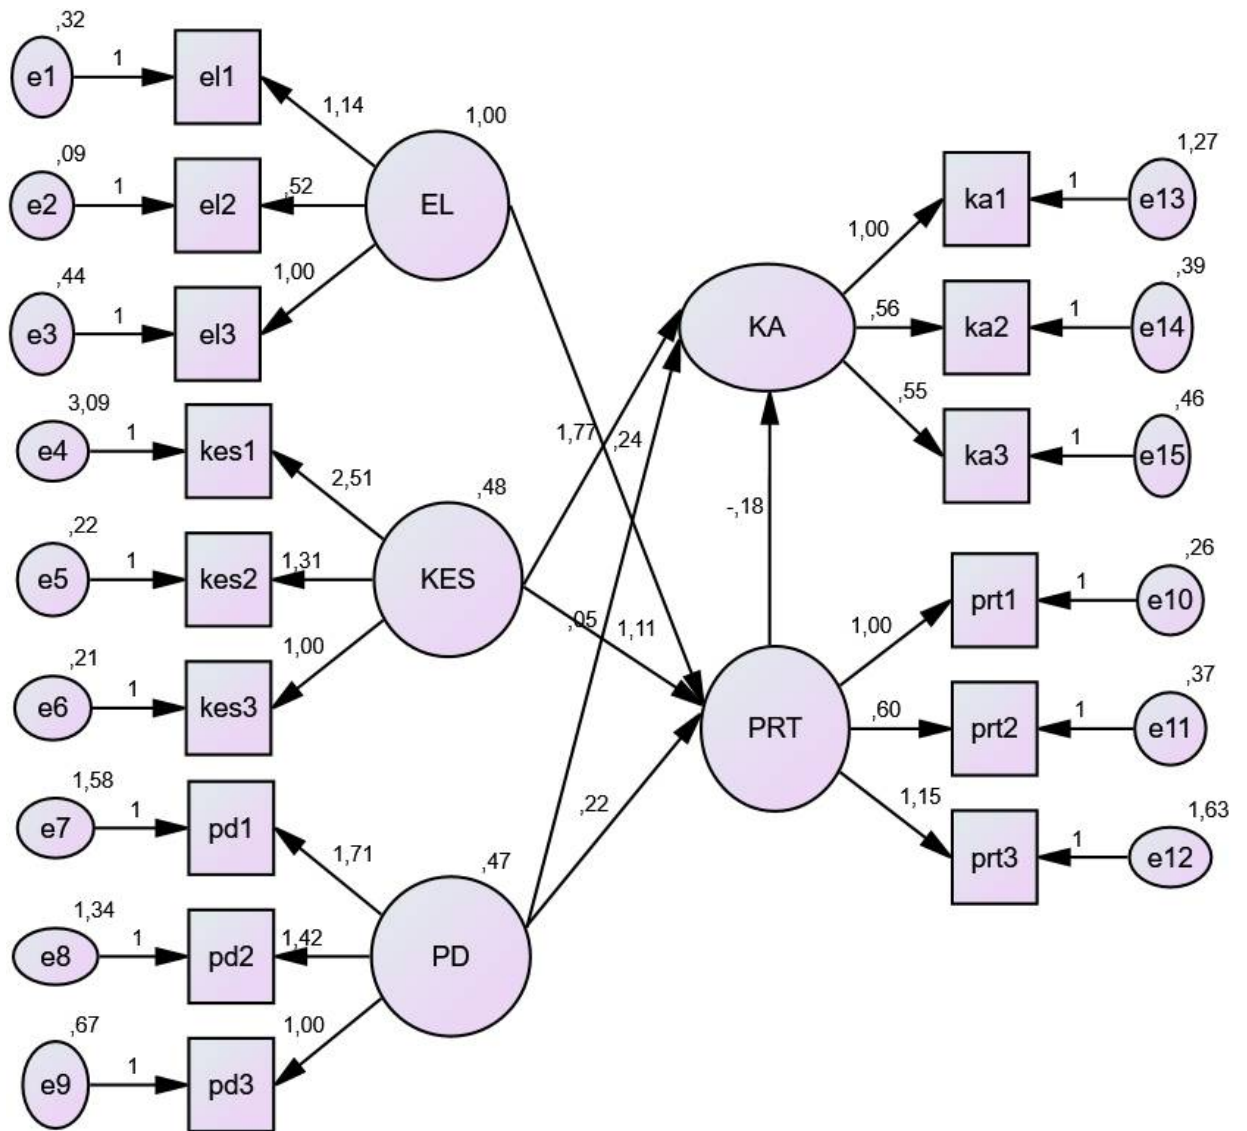 ,32
e1
1
el1
1,14
1,00
,09
e2
1
el2
,52
EL
,44
e3
1
el3
1,00
3,09
e4
1
kes1
2,51
,48
,22
e5
1
kes2
1,31
KES
,21
e6
1
kes3
1,00
1,58
e7
1
pd1
1,71
,47
1,34
e8
1
pd2
1,42
PD
,67
e9
1
pd3
1,00
1,77
,24
,05
1,11
,22
-,18
KA
1,00
ka1
1
e13
1,27
,56
ka2
1
e14
,39
,55
ka3
1
e15
,46
PRT
1,00
prt1
1
e10
,26
,60
prt2
1
e11
,37
1,15
prt3
1
e12
1,63